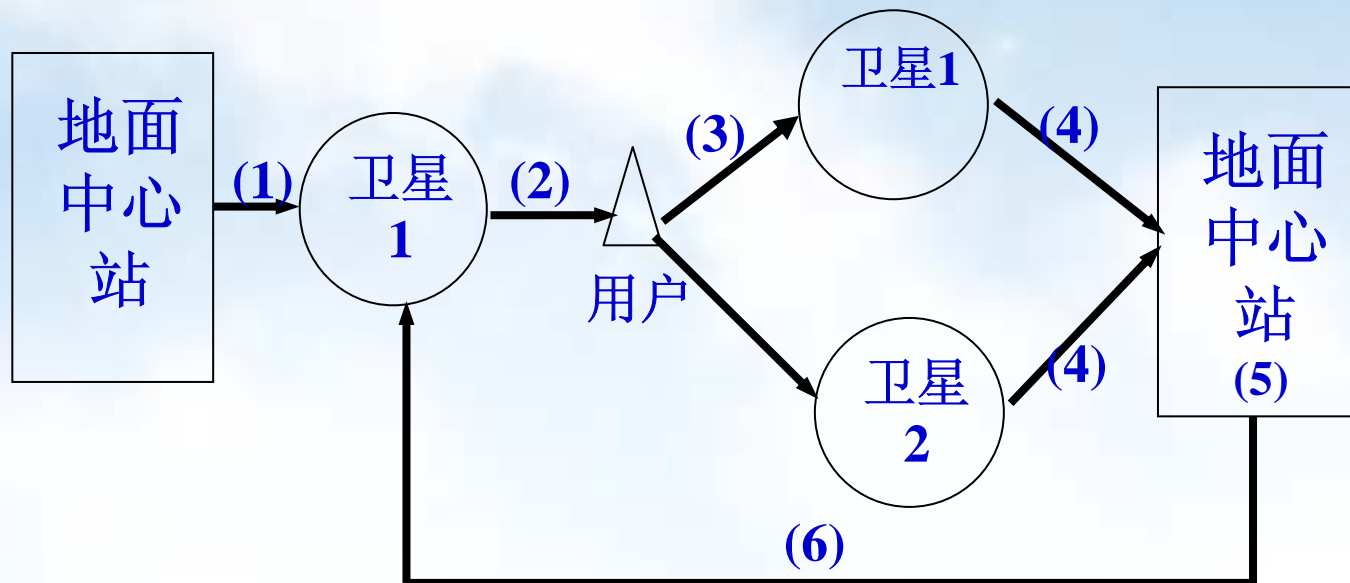 地面
中心
站
(1)
卫星
1
(2)
用户
(3)
卫星1
(4)
卫星
2
(4)
地面
中心
站
(5)
(6)